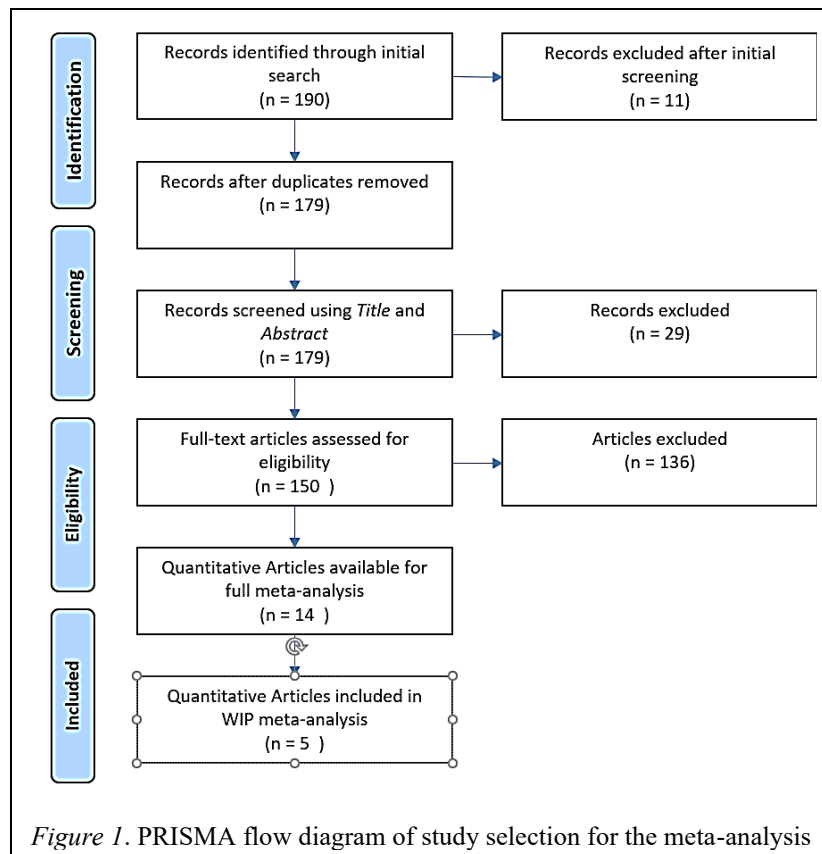 Identification
Records identified through initial
search
(n = 190)
Records excluded after initial
screening
(n = 11)
Records after duplicates removed
(n = 179)
Screening
Records screened using Title and
Abstract
(n = 179)
Records excluded
(n = 29)
Eligibility
Full-text articles assessed for
eligibility
(n = 150 )
Articles excluded
(n = 136)
Quantitative Articles available for
full meta-analysis
(n = 14 )
Included
Quantitative Articles included in
WIP meta-analysis
(n = 5 )
Figure 1. PRISMA flow diagram of study selection for the meta-analysis